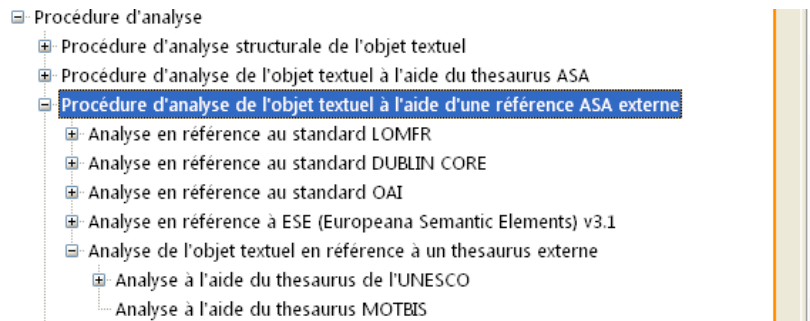 Procédure d'analyse
Procédure d'analyse structurale de l'objet textuel
Procédure d'analyse de l'objet textuel à l'aide du thesaurus ASA
Procédure d'analyse de l'objet textuel à l'aide d'une référence ASA externe
Analyse en référence au standard LOMFR
Analyse en référence au standard DUBLIN CORE
Analyse en référence au standard OAI
Analyse en référence à ESE (Europeana Semantic Elements) v3.1
Analyse de l'objet textuel en référence à un thesaurus externe
Analyse à l'aide du thesaurus de l'UNESCO
Analyse à l'aide du thesaurus MOTBIS